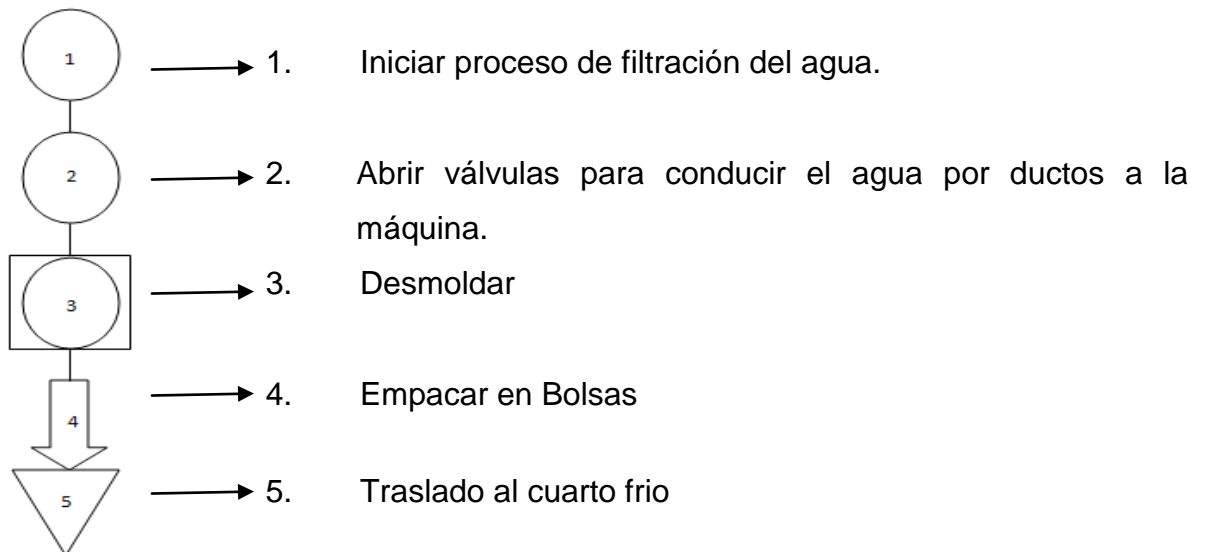 1 1. Iniciar proceso de filtración del agua.
2 2. Abrir válvulas para conducir el agua por ductos a la
máquina.
3 3. Desmoldar
4 4. Empacar en Bolsas
5 5. Traslado al cuarto frio